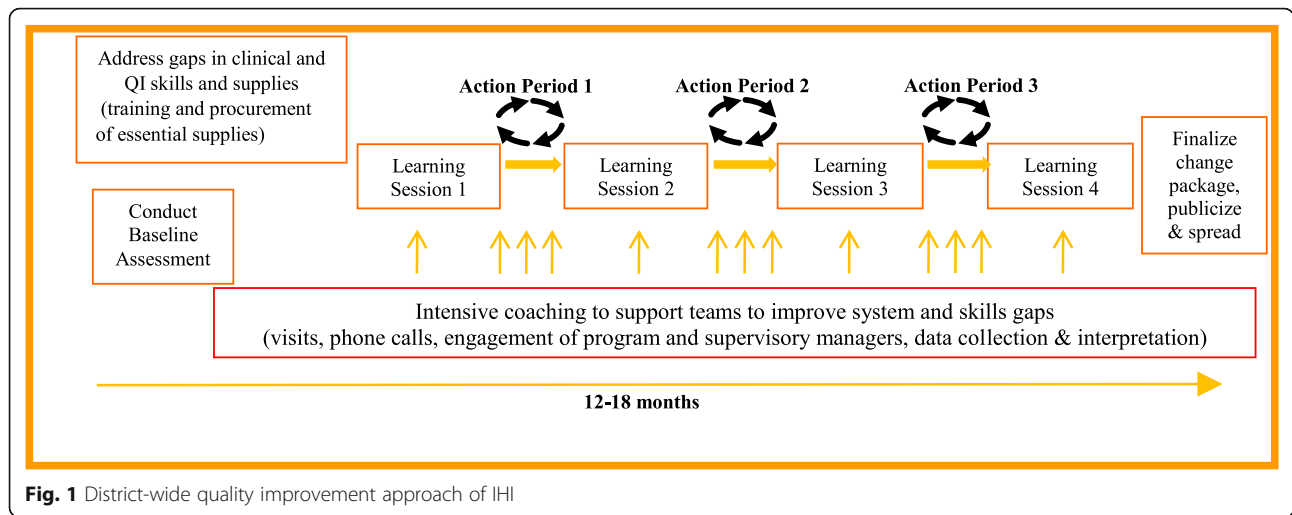 Address gaps in clinical and
QI skills and supplies
(training and procurement
of essential supplies)
Conduct
Baseline
Assessment
Action Period 1
Action Period 2
Action Period 3
Learning
Session 1
Learning
Session 2
Learning
Session 3
Learning
Session 4
Finalize
change
package,
publicize
& spread
Intensive coaching to support teams to improve system and skills gaps
(visits, phone calls, engagement of program and supervisory managers, data collection & interpretation)
12-18 months
Fig. 1 District-wide quality improvement approach of IHI